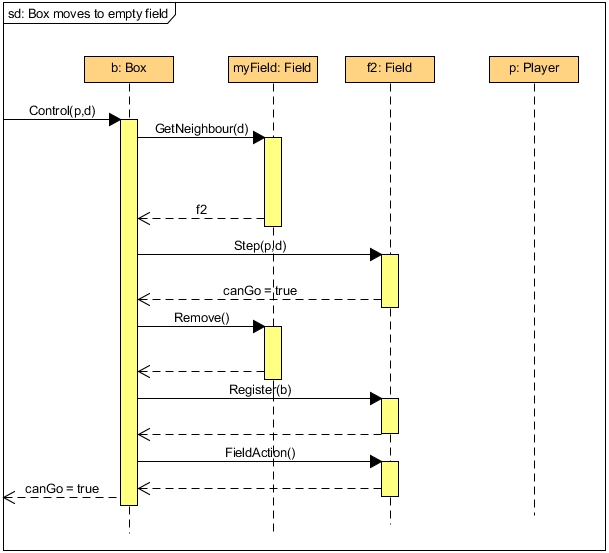 sd: Box moves to empty field
b: Box
myField: Field
f2: Field
p: Player
Control(p,d)
GetNeighbour(d)
f2
Step(p,d)
canGo = true
Remove()
Register(b)
FieldAction()
canGo = true